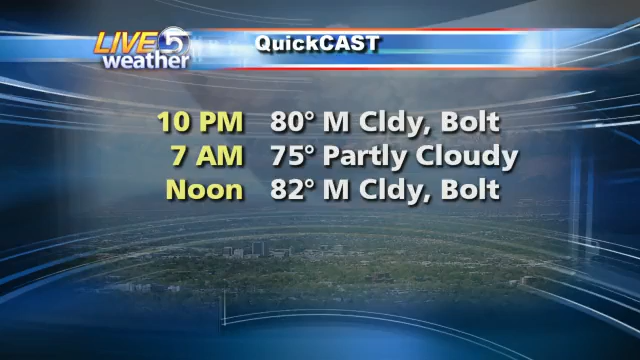 LIVE 5 weather
QuickCAST
10 PM 80° M Cldy, Bolt
7 AM 75° Partly Cloudy
Noon 82° M Cldy, Bolt